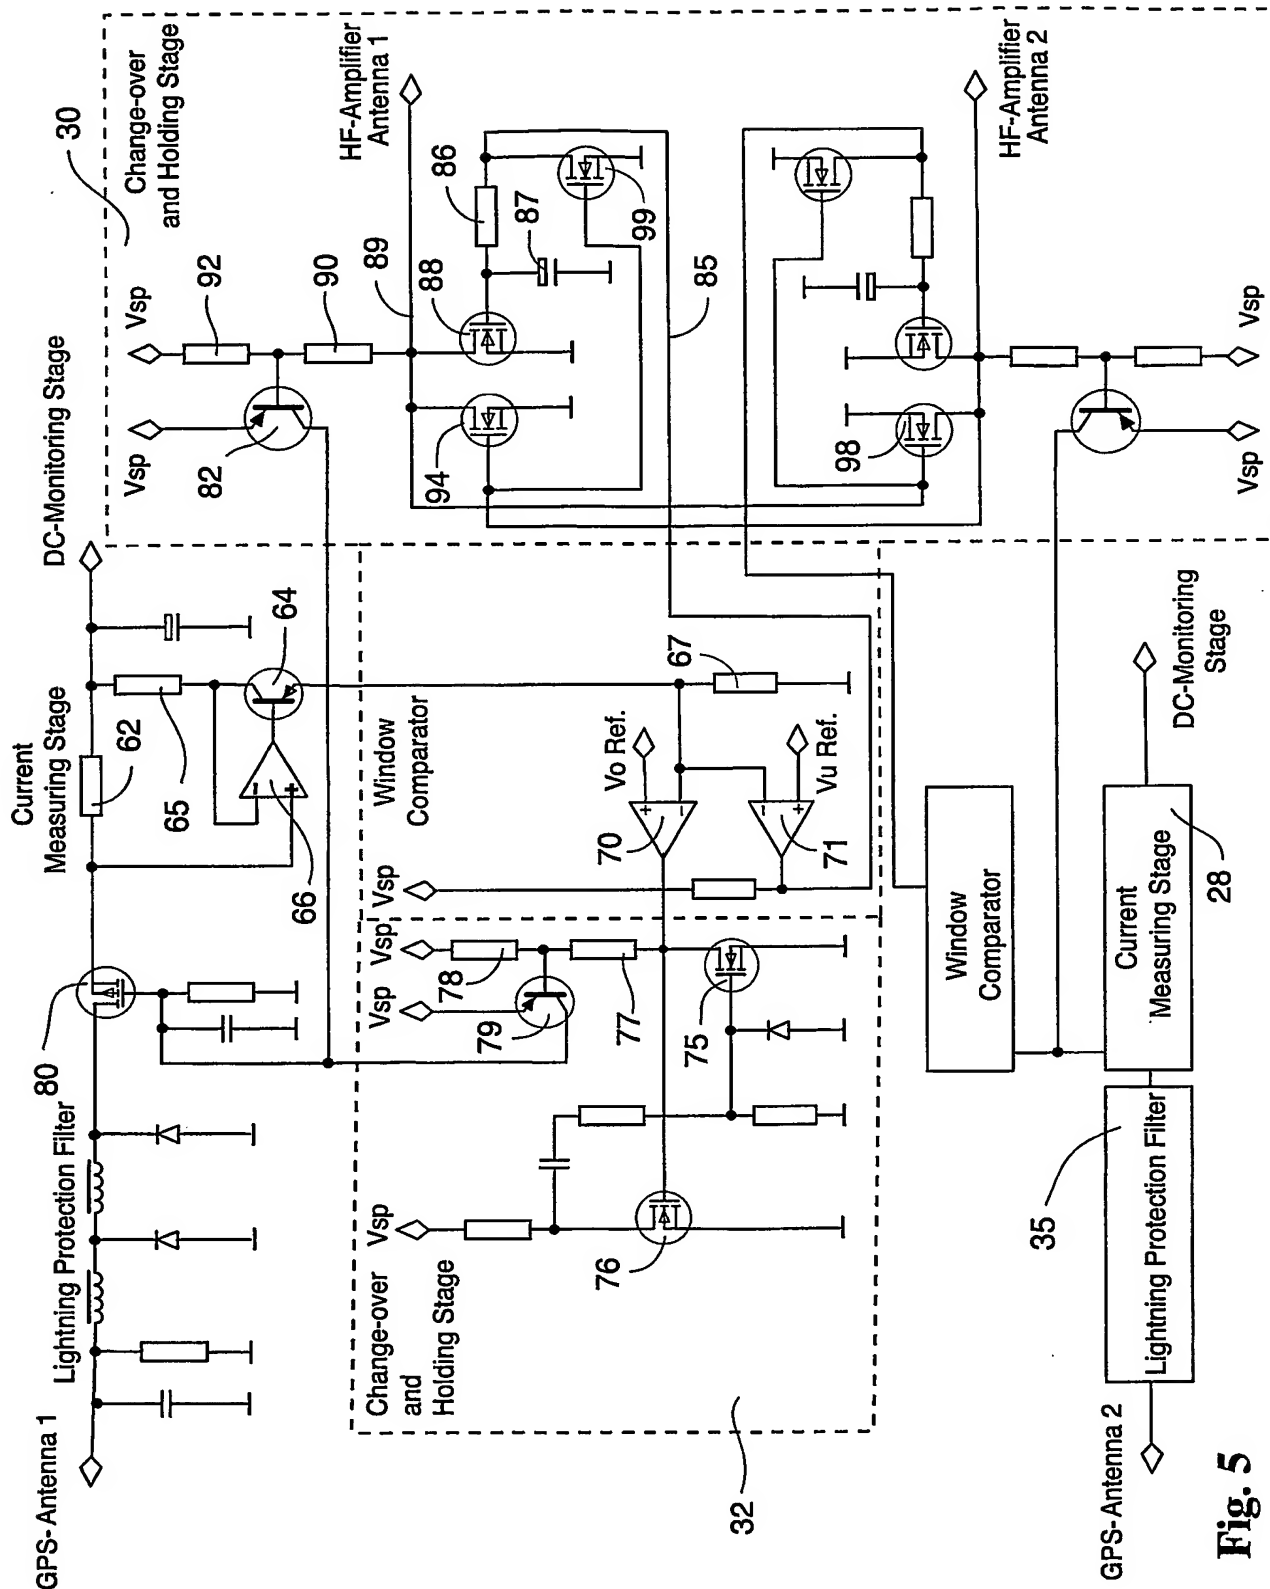 GPS-Antenna 1
Lightning Protection Filter
80
Current
Measuring Stage
62
65
66
64
DC-Monitoring Stage
30
Change-over
and Holding Stage
Vsp
Vsp
92
82
90
89
HF-Amplifier
Antenna 1
88
86
87
94
99
85
Window
Comparator
67
Vo Ref.
Vu Ref.
70
71
Vsp
Vsp
Vsp
78
79
77
75
Vsp
76
Change-over
and
Holding Stage
32
98
HF-Amplifier
Antenna 2
Vsp
Vsp
Window
Comparator
DC-Monitoring
Stage
Current
Measuring Stage
28
Lightning Protection Filter
35
GPS-Antenna 2
Fig. 5